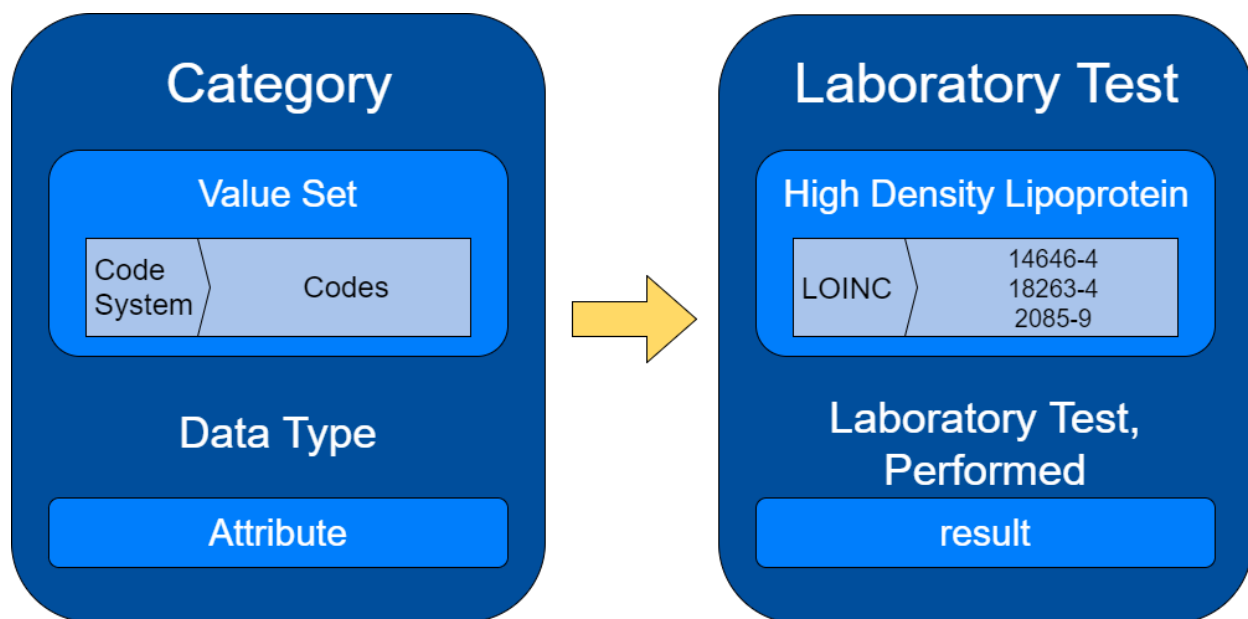 Category
Value Set
Code
System
Codes
Data Type
Attribute
Laboratory Test
High Density Lipoprotein
LOINC
14646-4
18263-4
2085-9
Laboratory Test,
Performed
result